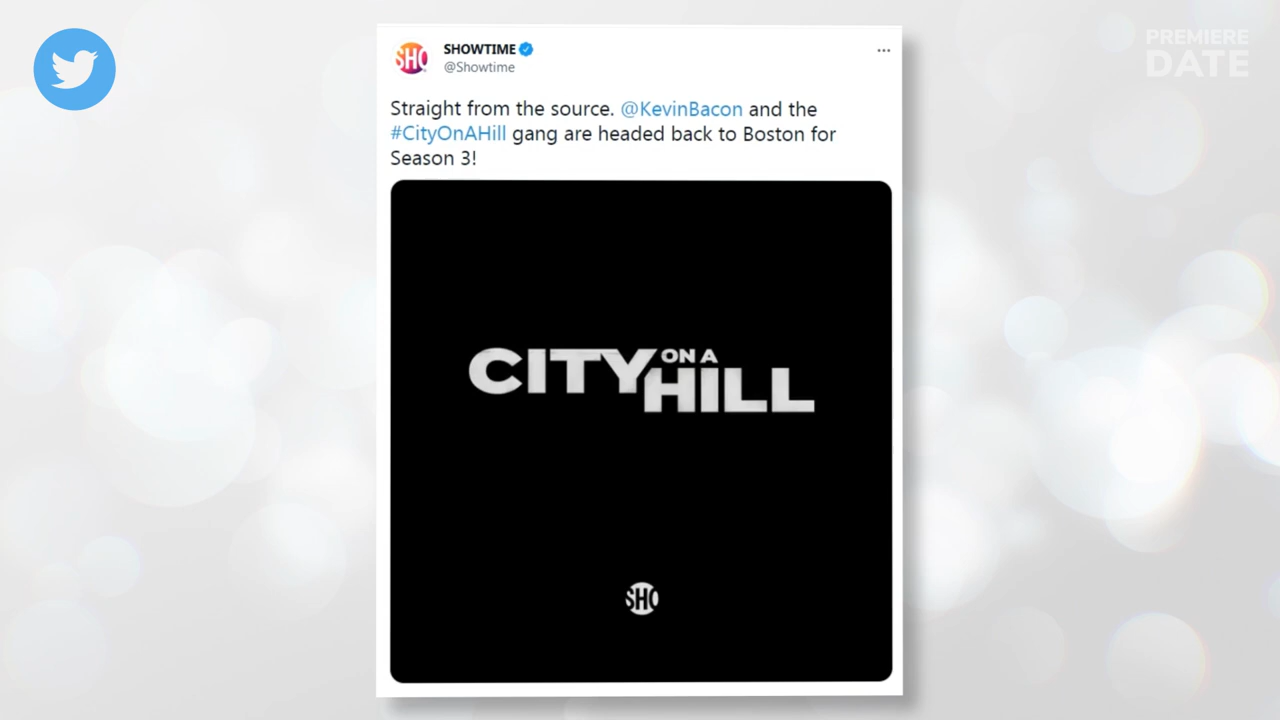 PREMIERE
DATE
SHO
SHOWTIME
@Showtime
...
Straight from the source. @KevinBacon and the
#CityOnAHill gang are headed back to Boston for
Season 3!
CITY ON A
HILL
SHO